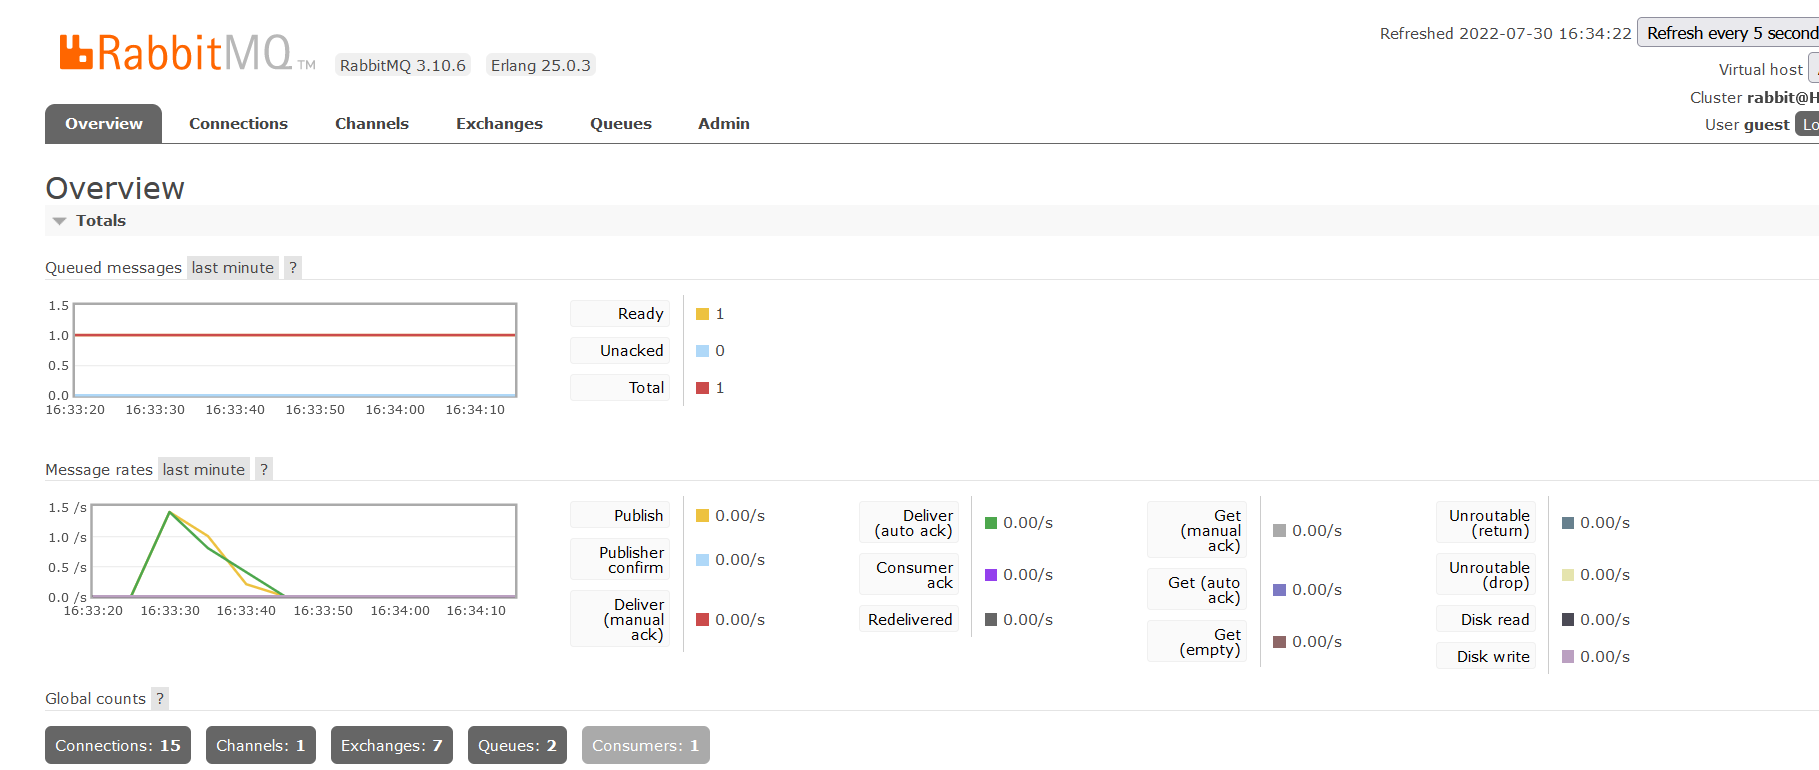 RabbitMQ TM
RabbitMQ 3.10.6 Erlang 25.0.3
Refreshed 2022-07-30 16:34:22 Refresh every 5 second
Virtual host
Cluster rabbit@H
User guest Lo
Overview Connections Channels Exchanges Queues Admin
Overview
Totals
Queued messages last minute ?
1.5
1.0
0.5
0.0
16:33:20 16:33:30 16:33:40 16:33:50 16:34:00 16:34:10
Ready 1
Unacked 0
Total 1
Message rates last minute ?
1.5 /s
1.0 /s
0.5 /s
0.0 /s
16:33:20 16:33:30 16:33:40 16:33:50 16:34:00 16:34:10
Publish 0.00/s
Publisher
confirm 0.00/s
Deliver
(manual 0.00/s
ack)
Deliver
(auto ack) 0.00/s
Consumer
ack 0.00/s
Redelivered 0.00/s
Get
(manual 0.00/s
ack)
Get (auto
ack) 0.00/s
Get
(empty) 0.00/s
Unroutable
(return) 0.00/s
Unroutable
(drop) 0.00/s
Disk read 0.00/s
Disk write 0.00/s
Global counts ?
Connections: 15 Channels: 1 Exchanges: 7 Queues: 2 Consumers: 1